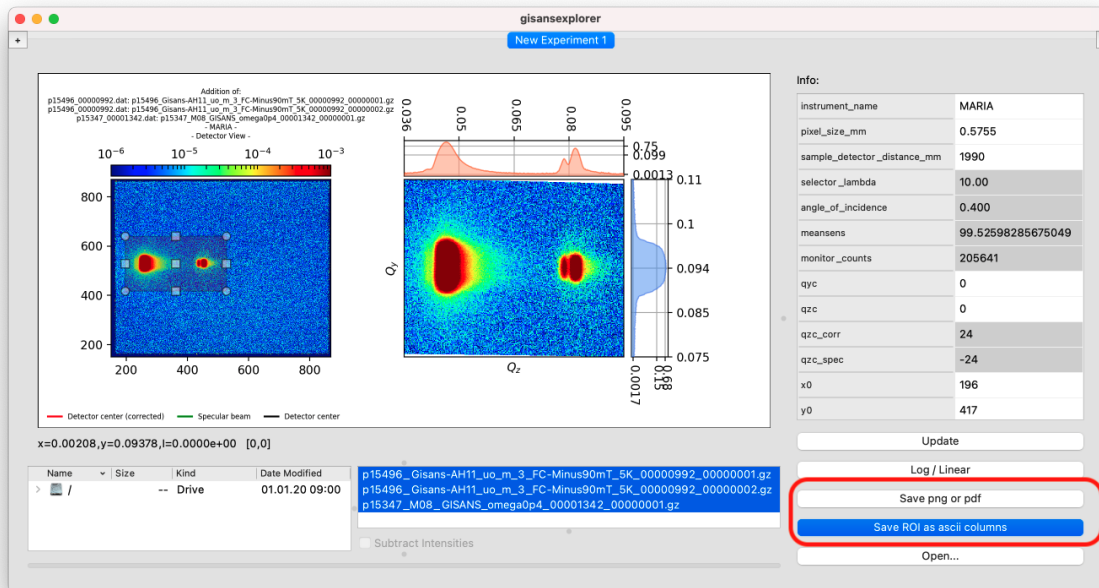 gisansexplorer
+
New Experiment 1
Addition of:
p15496_00000992.dat: p15496_Gisans-AH11_uo_m_3_FC-Minus90mT_5K_00000992_00000001.gz
p15496_00000992.dat: p15496_Gisans-AH11_uo_m_3_FC-Minus90mT_5K_00000992_00000002.gz
p15347_00001342.dat: p15347_M08_GISANS_omega0p4_00001342_00000001.gz
- MARIA -
- Detector View -
10⁻⁶ 10⁻⁵ 10⁻⁴ 10⁻³
800
600
400
200
200 400 600 800
0.036 0.05 0.065 0.08 0.095
0.75
0.099
0.0013
0.11
0.1
0.094
0.085
0.075
Qy
Qz
0.0017 0.15 0.68
Detector center (corrected) Specular beam Detector center
x=0.00208,y=0.09378,I=0.0000e+00 [0,0]
Name Size Kind Date Modified
/ -- Drive 01.01.20 09:00
p15496_Gisans-AH11_uo_m_3_FC-Minus90mT_5K_00000992_00000001.gz
p15496_Gisans-AH11_uo_m_3_FC-Minus90mT_5K_00000992_00000002.gz
p15347_M08_GISANS_omega0p4_00001342_00000001.gz
Subtract Intensities
Info:
instrument_name MARIA
pixel_size_mm 0.5755
sample_detector_distance_mm 1990
selector_lambda 10.00
angle_of_incidence 0.400
meansens 99.52598285675049
monitor_counts 205641
qyc 0
qzc 0
qzc_corr 24
qzc_spec -24
x0 196
y0 417
Update
Log / Linear
Save png or pdf
Save ROI as ascii columns
Open...